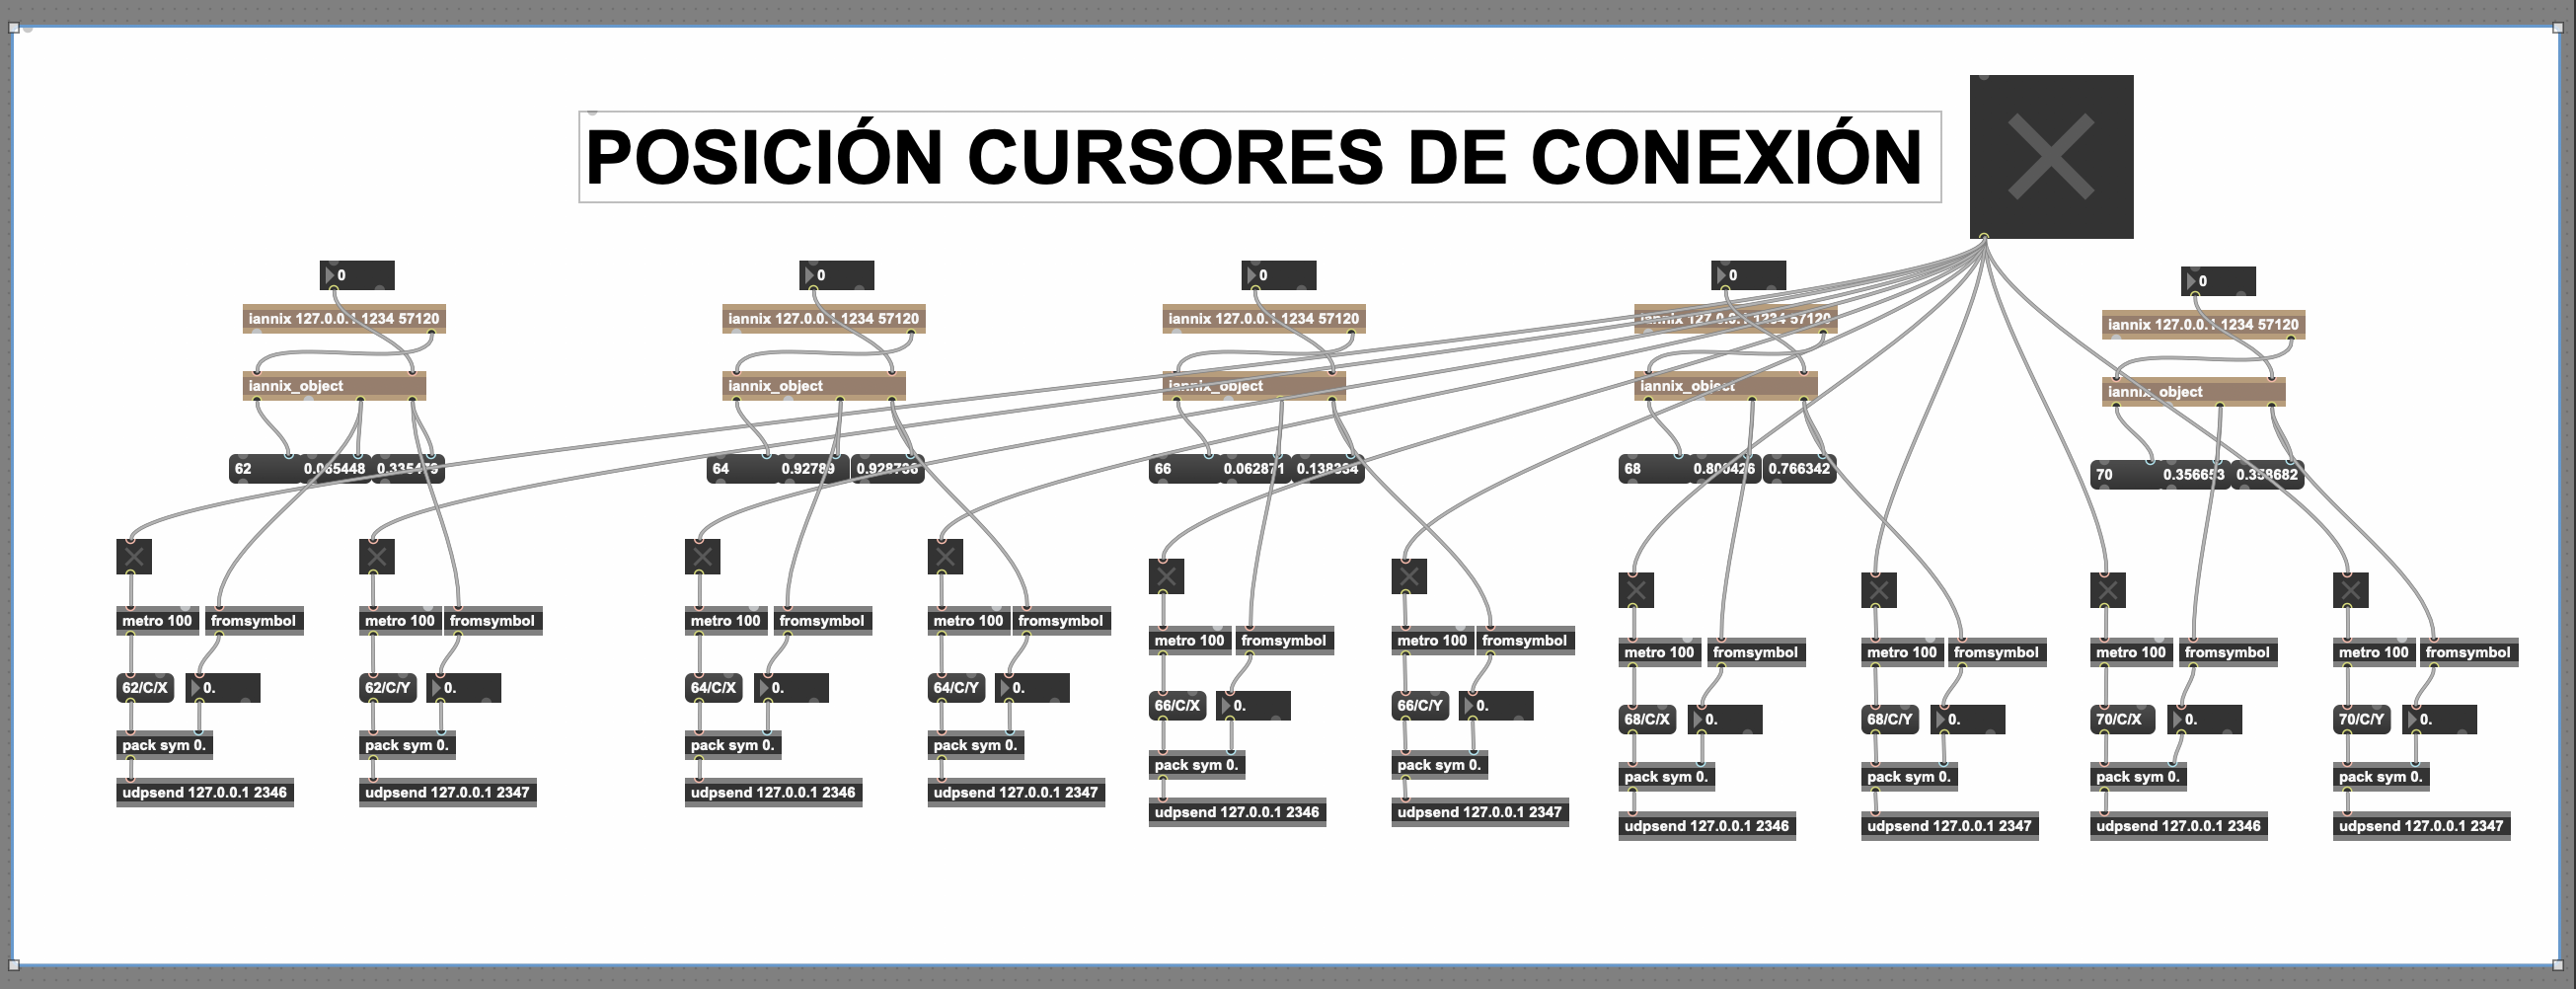 POSICIÓN CURSORES DE CONEXIÓN
0
0
0
0
0
iannix 127.0.0.1 1234 57120
iannix 127.0.0.1 1234 57120
iannix 127.0.0.1 1234 57120
iannix 127.0.0.1 1234 57120
iannix 127.0.0.1 1234 57120
iannix_object
iannix_object
iannix_object
iannix_object
iannix_object
62 0.065448 0.335473
64 0.92789 0.928736
66 0.062871 0.138334
68 0.800426 0.766342
70 0.356653 0.358682
metro 100 fromsymbol
metro 100 fromsymbol
metro 100 fromsymbol
metro 100 fromsymbol
metro 100 fromsymbol
metro 100 fromsymbol
metro 100 fromsymbol
metro 100 fromsymbol
metro 100 fromsymbol
metro 100 fromsymbol
62/C/X 0.
62/C/Y 0.
64/C/X 0.
64/C/Y 0.
66/C/X 0.
66/C/Y 0.
68/C/X 0.
68/C/Y 0.
70/C/X 0.
70/C/Y 0.
pack sym 0.
pack sym 0.
pack sym 0.
pack sym 0.
pack sym 0.
pack sym 0.
pack sym 0.
pack sym 0.
pack sym 0.
pack sym 0.
udpsend 127.0.0.1 2346
udpsend 127.0.0.1 2347
udpsend 127.0.0.1 2346
udpsend 127.0.0.1 2347
udpsend 127.0.0.1 2346
udpsend 127.0.0.1 2347
udpsend 127.0.0.1 2346
udpsend 127.0.0.1 2347
udpsend 127.0.0.1 2346
udpsend 127.0.0.1 2347